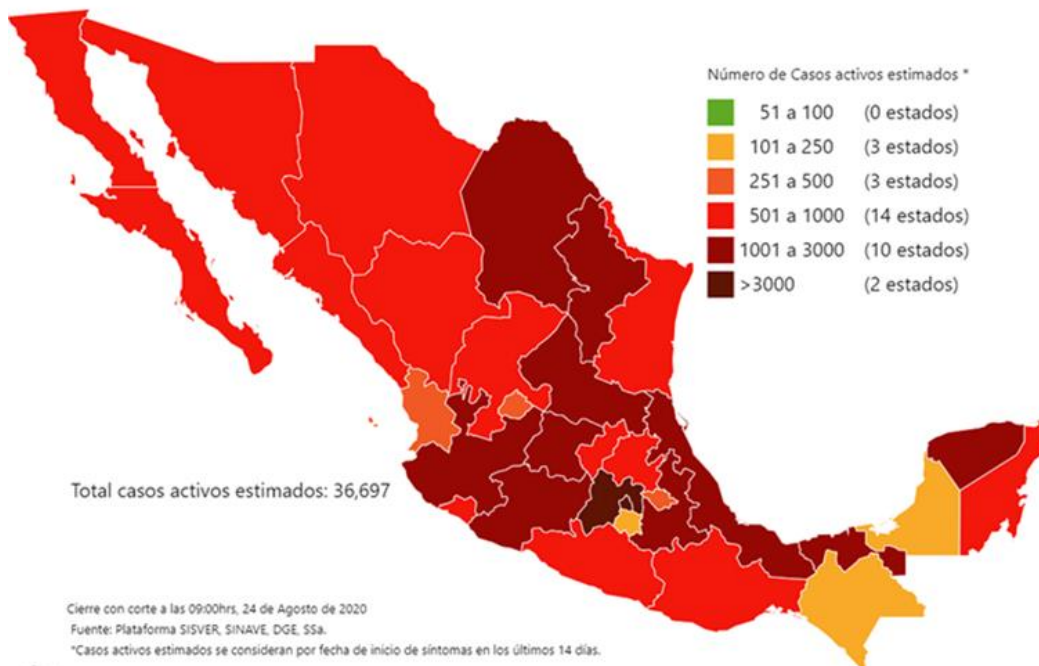 Número de Casos activos estimados *
51 a 100 (0 estados)
101 a 250 (3 estados)
251 a 500 (3 estados)
501 a 1000 (14 estados)
1001 a 3000 (10 estados)
>3000 (2 estados)
Total casos activos estimados: 36,697
Cierre con corte a las 09:00hrs, 24 de Agosto de 2020
Fuente: Plataforma SISVER, SINAVE, DGE, SSa.
*Casos activos estimados se consideran por fecha de inicio de síntomas en los últimos 14 días.